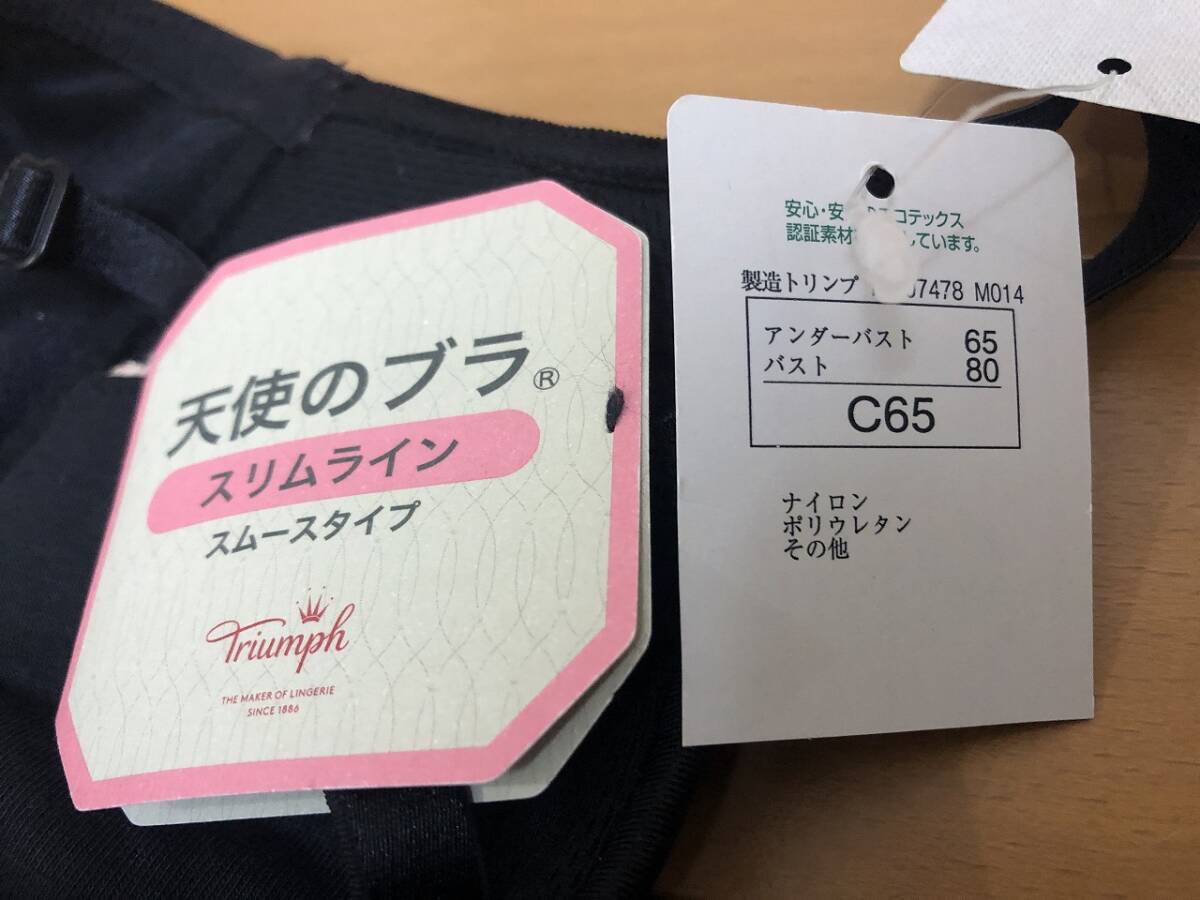 天使のブラ®
スリムライン
スムースタイプ
Triumph
THE MAKER OF LINGERIE
SINCE 1886
安心・安 コテックス
認証素材 しています。
製造トリンプ 7478 M014
アンダーバスト 65
バスト 80
C65
ナイロン
ポリウレタン
その他